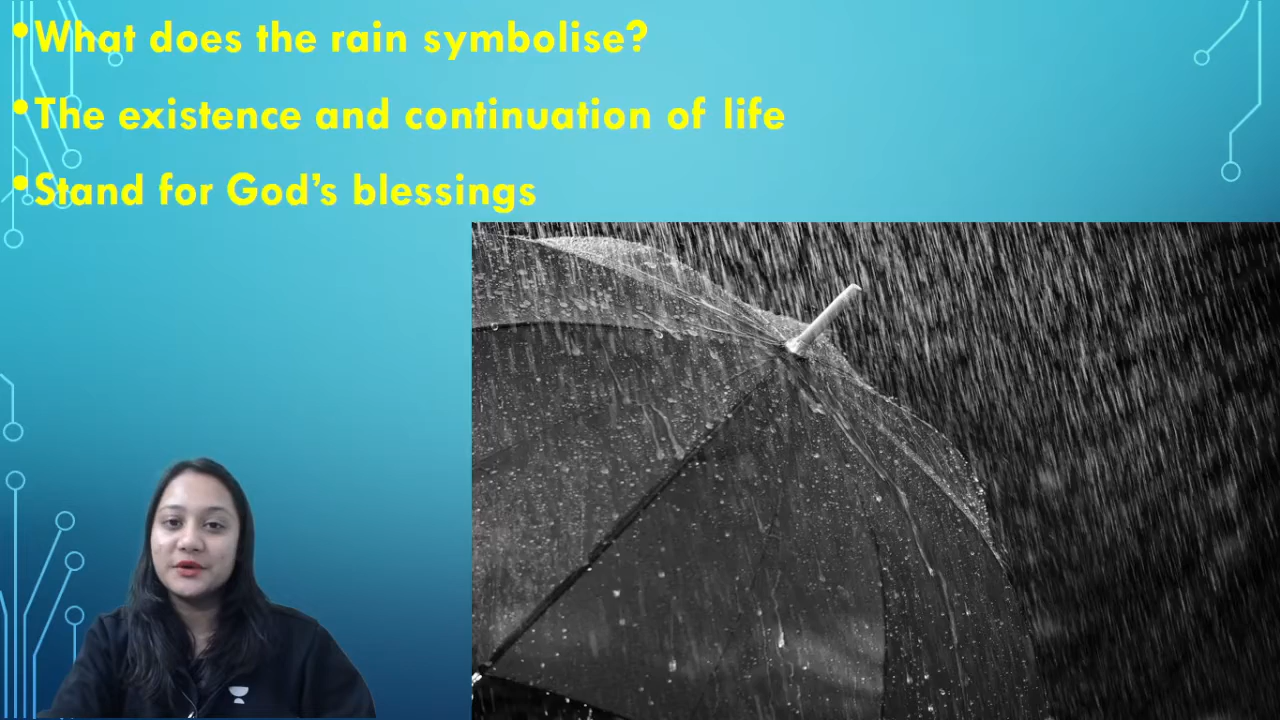 •What does the rain symbolise?
•The existence and continuation of life
•Stand for God’s blessings